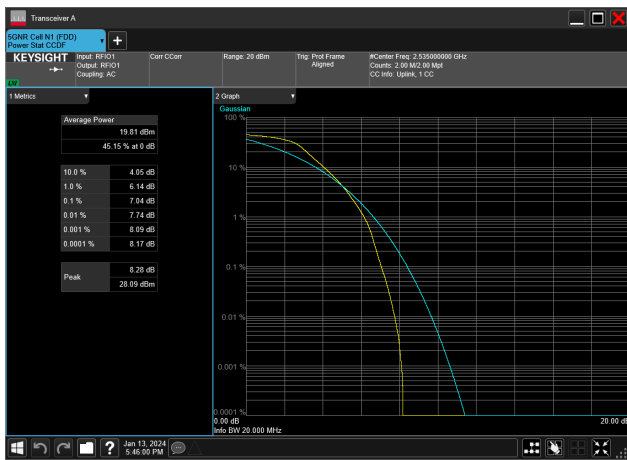 Transceiver A
5GNR Cell N1 (FDD)
Power Stat CCDF
KEYSIGHT
LXI
Input: RFIO1
Output: RFIO1
Coupling: AC
Corr CCorr
Range: 20 dBm
Trig: Prot Frame
Aligned
#Center Freq: 2.535000000 GHz
Counts: 2.00 M/2.00 Mpt
CC Info: Uplink, 1 CC
1 Metrics
Average Power
19.81 dBm
45.15 % at 0 dB
10.0 % 4.05 dB
1.0 % 6.14 dB
0.1 % 7.04 dB
0.01 % 7.74 dB
0.001 % 8.09 dB
0.0001 % 8.17 dB
Peak
8.28 dB
28.09 dBm
2 Graph
Gaussian
100 %
10 %
1 %
0.1 %
0.01 %
0.001 %
0.0001 %
0.00 dB
20.00 dB
Info BW 20.000 MHz
Jan 13, 2024
5:46:00 PM